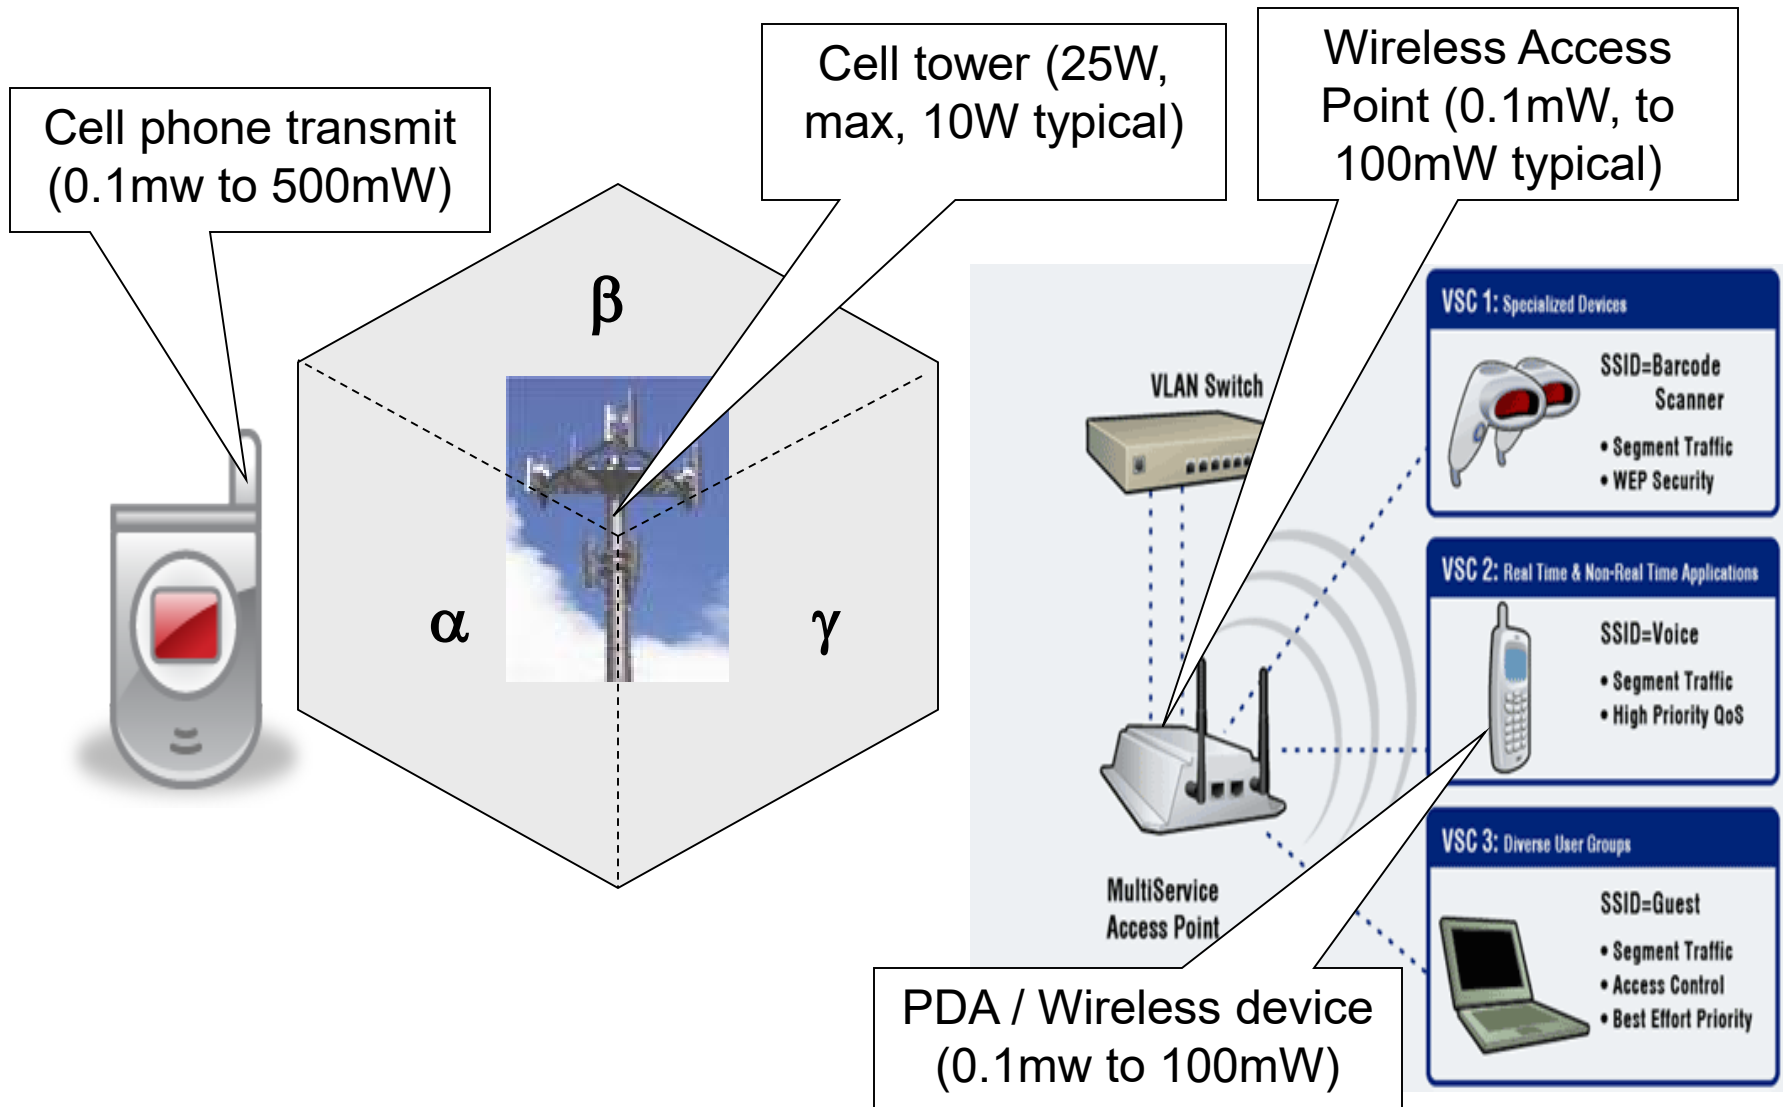 Cell phone transmit
(0.1mw to 500mW)
Cell tower (25W,
max, 10W typical)
Wireless Access
Point (0.1mW, to
100mW typical)
β
α
γ
VLAN Switch
MultiService
Access Point
VSC 1: Specialized Devices
SSID=Barcode
Scanner
• Segment Traffic
• WEP Security
VSC 2: Real Time & Non-Real Time Applications
SSID=Voice
• Segment Traffic
• High Priority QoS
VSC 3: Diverse User Groups
SSID=Guest
• Segment Traffic
• Access Control
• Best Effort Priority
PDA / Wireless device
(0.1mw to 100mW)